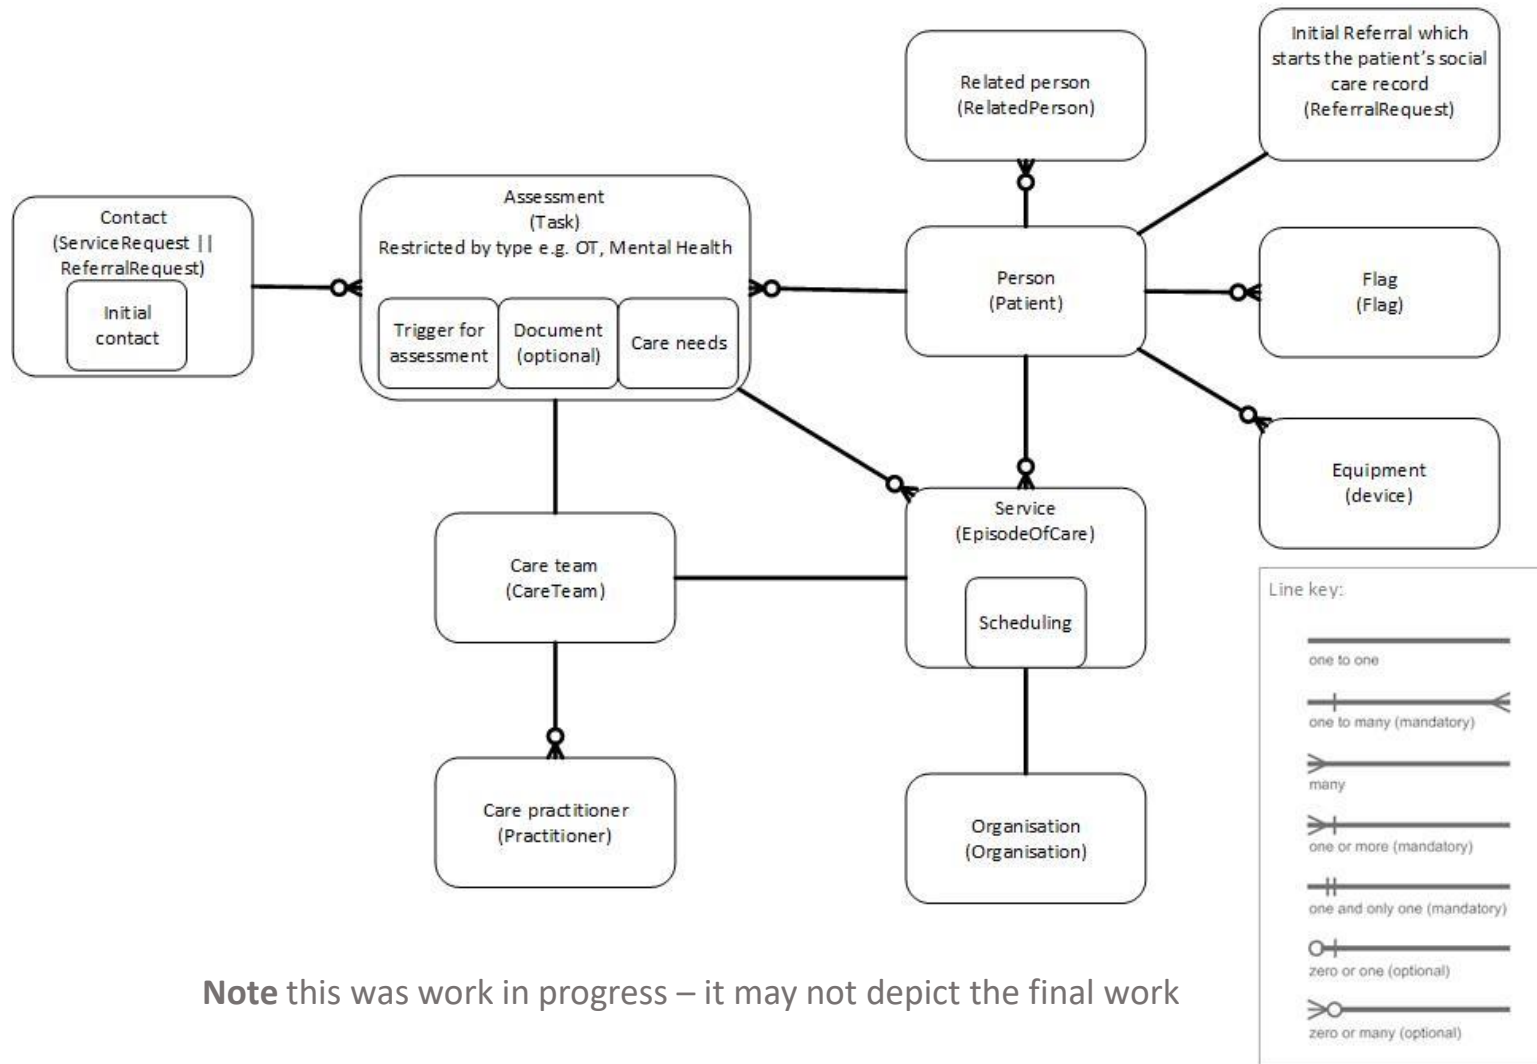 Related person
(RelatedPerson)
Initial Referral which
starts the patient's social
care record
(ReferralRequest)
Contact
(ServiceRequest ||
ReferralRequest)
Initial
contact
Assessment
(Task)
Restricted by type e.g. OT, Mental Health
Trigger for
assessment
Document
(optional)
Care needs
Person
(Patient)
Flag
(Flag)
Equipment
(device)
Service
(EpisodeOfCare)
Scheduling
Care team
(CareTeam)
Care practitioner
(Practitioner)
Organisation
(Organisation)
Line key:
one to one
one to many (mandatory)
many
one or more (mandatory)
one and only one (mandatory)
zero or one (optional)
zero or many (optional)
Note this was work in progress – it may not depict the final work